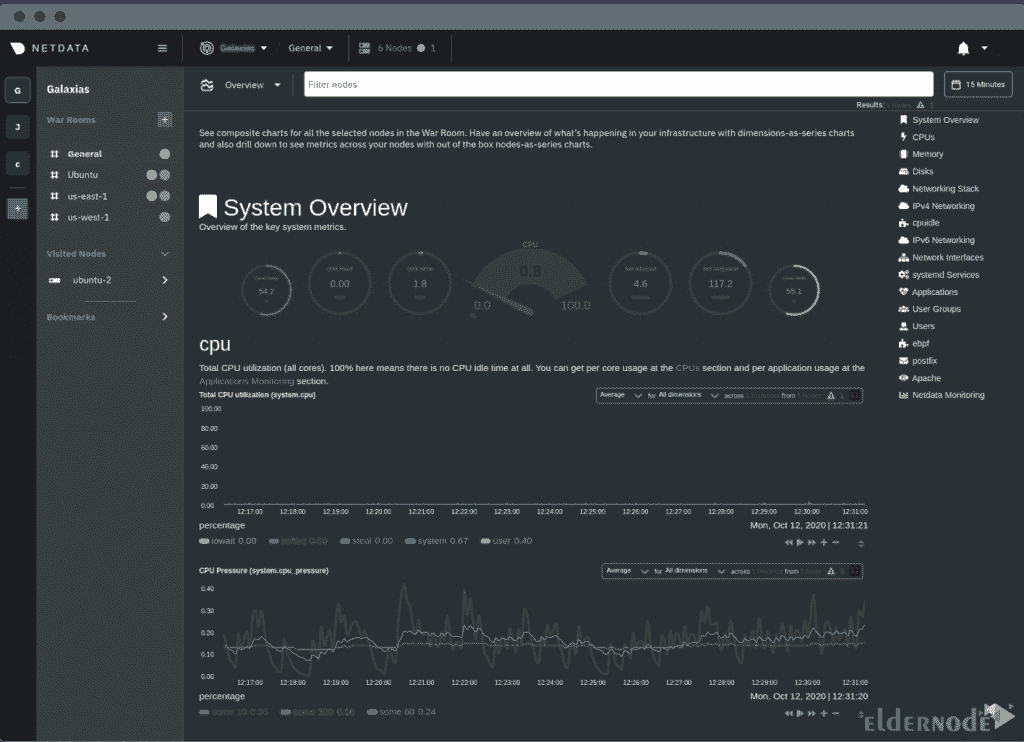 NETDATA
Galaxias
General
6 Nodes
1
G
J
c
Galaxias
War Rooms
General
Ubuntu
us-east-1
us-west-1
Visited Nodes
ubuntu-2
Bookmarks
Overview
Filter nodes
15 Minutes
Results:
See composite charts for all the selected nodes in the War Room. Have an overview of what's happening in your infrastructure with dimensions-as-series charts
and also drill down to see metrics across your nodes with out of the box nodes-as-series charts.
System Overview
Overview of the key system metrics.
54.2
0.00
1.8
CPU
0.8
0.0
100.0
4.6
117.2
55.1
cpu
Total CPU utilization (all cores). 100% here means there is no CPU idle time at all. You can get per core usage at the CPUs section and per application usage at the
Applications Monitoring section.
Total CPU utilization (system.cpu)
Average for All dimensions across from
100.00
80.00
60.00
40.00
20.00
0.00
12:17:00 12:18:00 12:19:00 12:20:00 12:21:00 12:22:00 12:23:00 12:24:00 12:25:00 12:26:00 12:27:00 12:28:00 12:29:00 12:30:00 12:31:00
percentage
Mon, Oct 12, 2020 | 12:31:21
iowait 0.00 softirq 0.00 steal 0.00 system 0.67 user 0.40
CPU Pressure (system.cpu_pressure)
Average for All dimensions across from
0.40
0.30
0.20
0.10
0.00
12:17:00 12:18:00 12:19:00 12:20:00 12:21:00 12:22:00 12:23:00 12:24:00 12:25:00 12:26:00 12:27:00 12:28:00 12:29:00 12:30:00 12:31:00
percentage
Mon, Oct 12, 2020 | 12:31:20
some 10 some 300 0.16 some 60 0.24
System Overview
CPUs
Memory
Disks
Networking Stack
IPv4 Networking
cpuidle
IPv6 Networking
Network Interfaces
systemd Services
Applications
User Groups
Users
ebpf
postfix
Apache
Netdata Monitoring
ELDERNODE